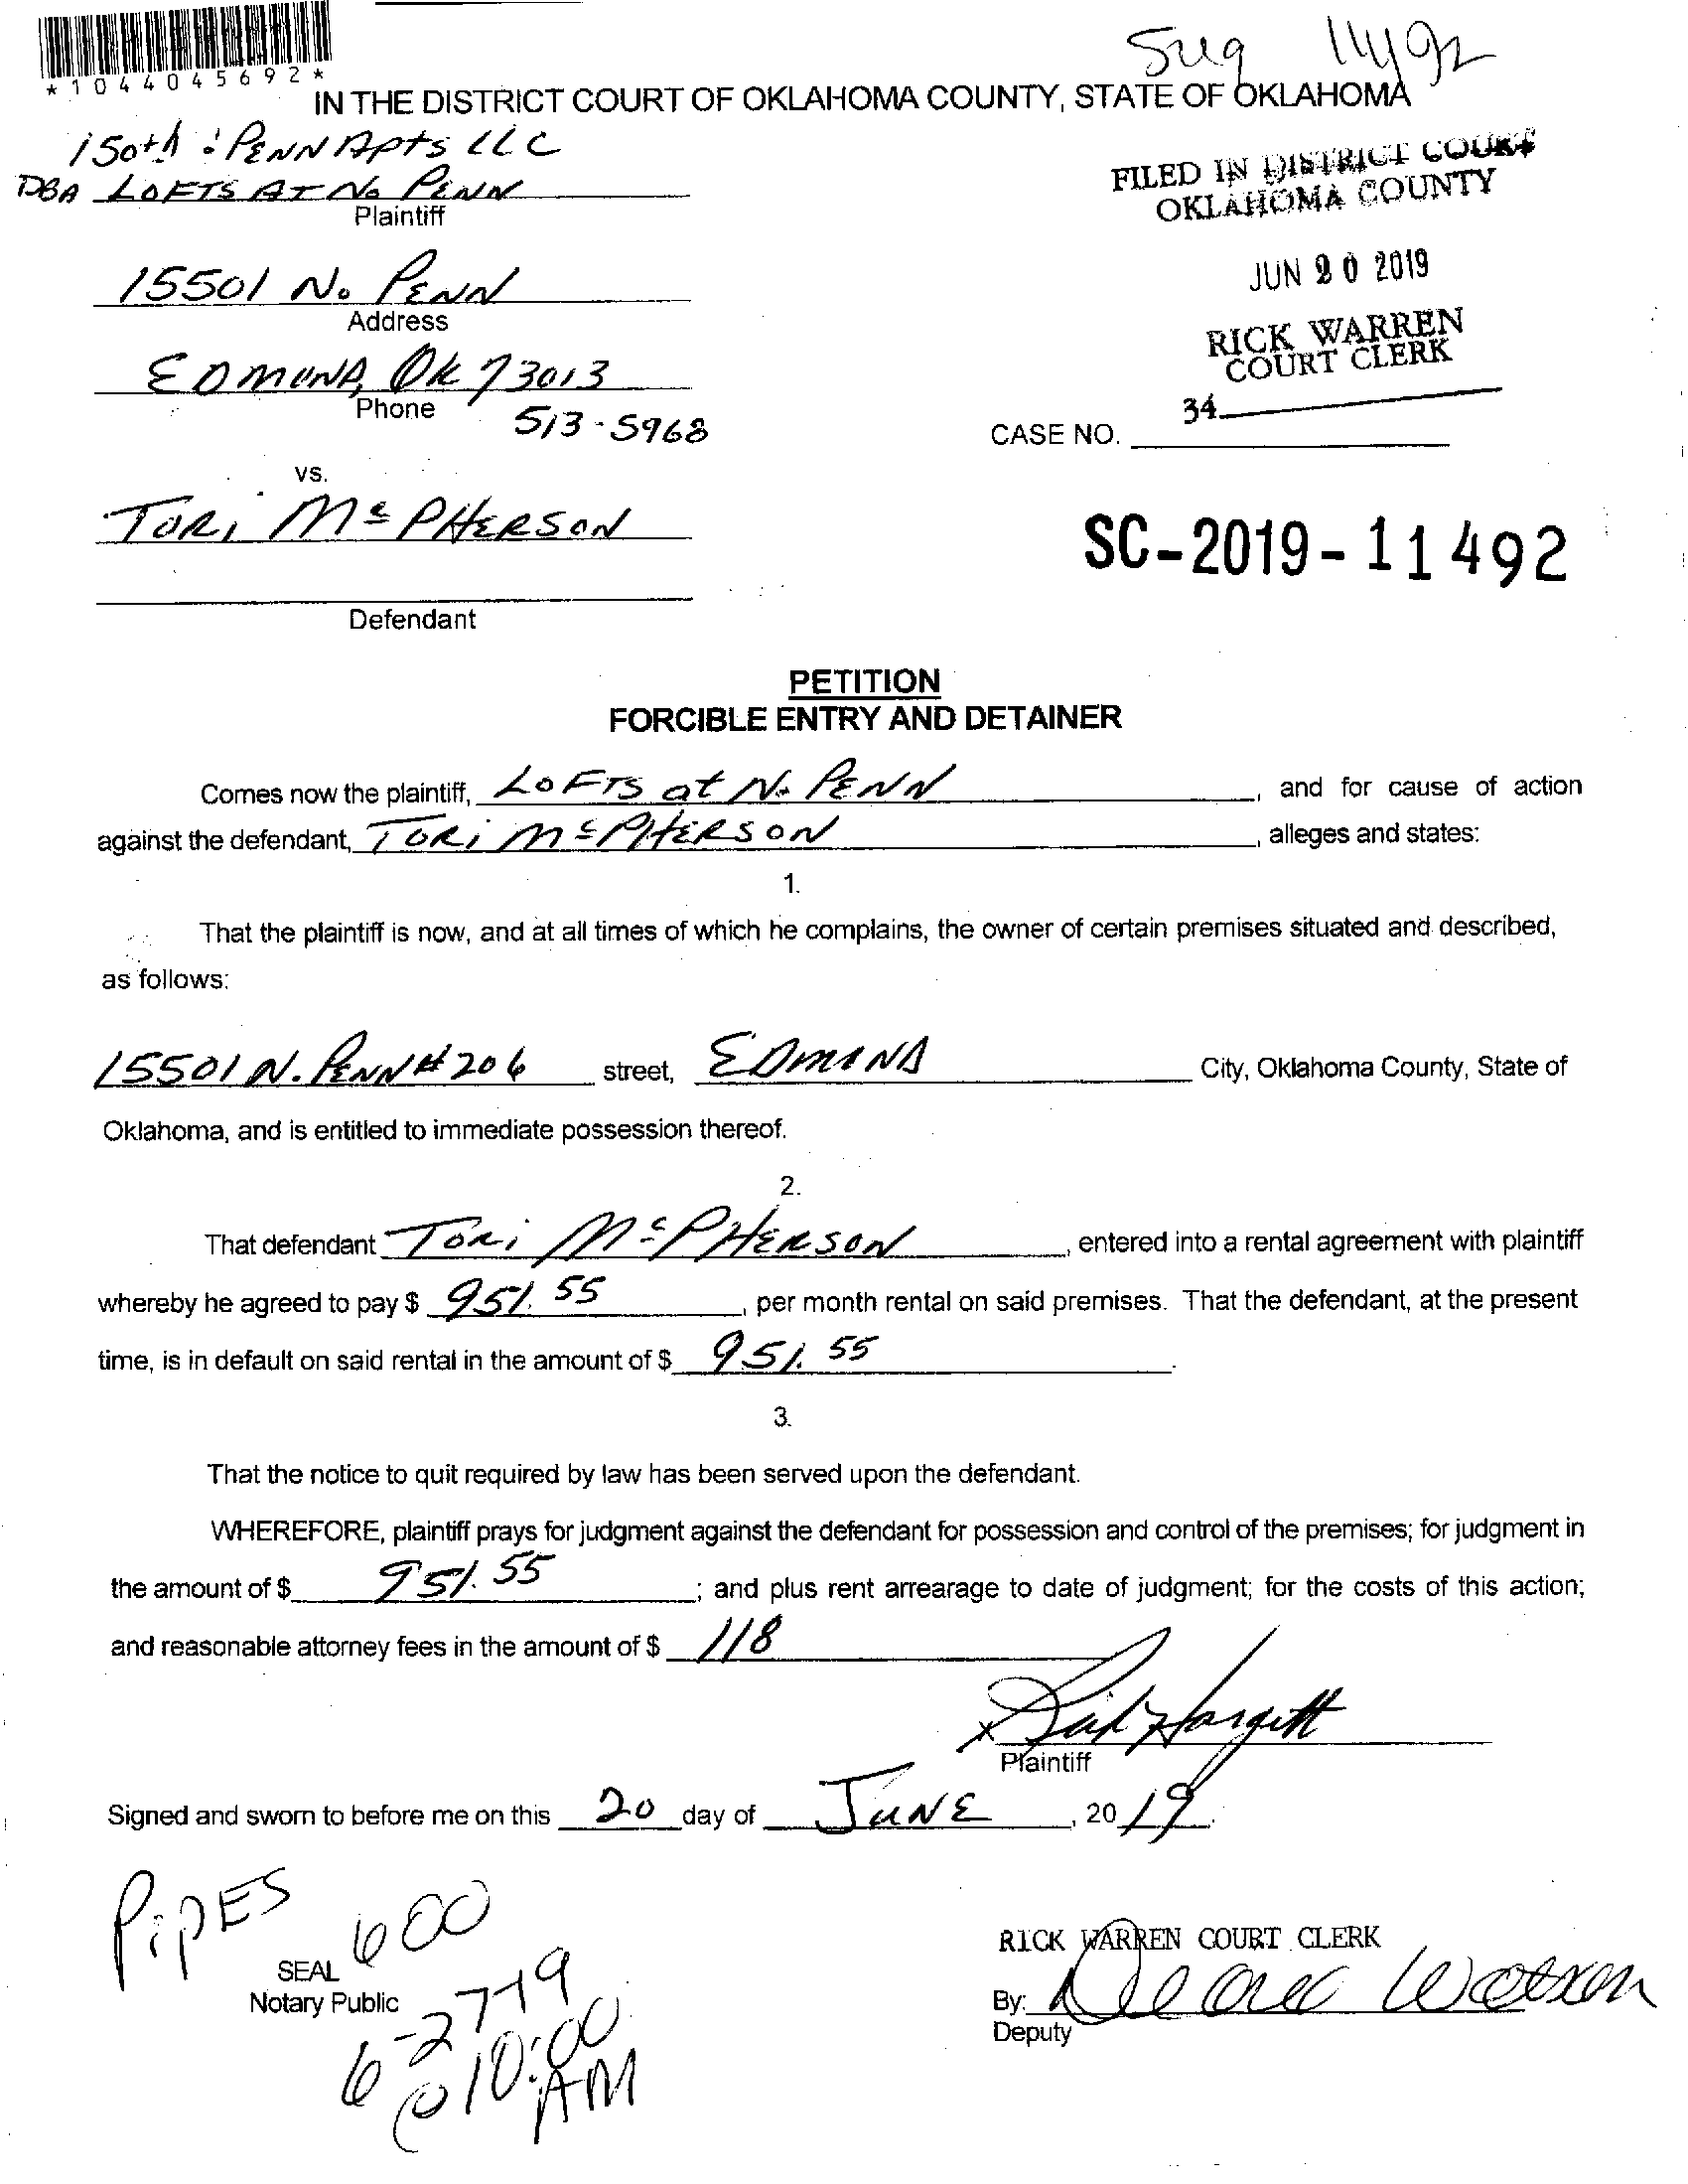 *1044045692*
11492
IN THE DISTRICT COURT OF OKLAHOMA COUNTY, STATE OF OKLAHOMA
150th : PENN Apts LLC
DBA LOFTS AT No PENN
Plaintiff
FILED IN DISTRICT COURT
OKLAHOMA COUNTY
15501 No. PENN
Address
JUN 20 2019
RICK WARREN
COURT CLERK
EDMOND, OK 73013
Phone 513-5968
34
CASE NO.
vs.
TORI McPHERSON
SC-2019-11492
Defendant
PETITION
FORCIBLE ENTRY AND DETAINER
Comes now the plaintiff, LOFTS at No. PENN, and for cause of action
against the defendant, TORI McPHERSON, alleges and states:
1.
That the plaintiff is now, and at all times of which he complains, the owner of certain premises situated and described,
as follows:
15501 N. PENN # 206 street, EDMOND City, Oklahoma County, State of
Oklahoma, and is entitled to immediate possession thereof.
2.
That defendant TORI McPHERSON, entered into a rental agreement with plaintiff
whereby he agreed to pay $ 951.55, per month rental on said premises. That the defendant, at the present
time, is in default on said rental in the amount of $ 951.55.
3.
That the notice to quit required by law has been served upon the defendant.
WHEREFORE, plaintiff prays for judgment against the defendant for possession and control of the premises; for judgment in
the amount of $ 951.55; and plus rent arrearage to date of judgment; for the costs of this action;
and reasonable attorney fees in the amount of $ 118
x
Plaintiff
Signed and sworn to before me on this 20 day of JUNE, 2019.
PIPES
600
SEAL
Notary Public
6-27-19
@ 10:00
AM
RICK WARREN COURT CLERK
By: Watson
Deputy